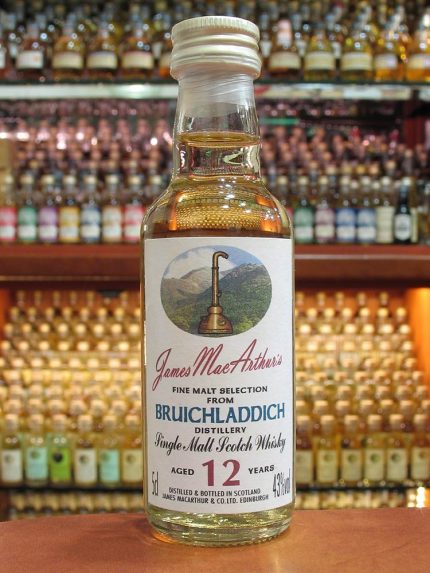 James MacArthur's
FINE MALT SELECTION
FROM
BRUICHLADDICH
DISTILLERY
Single Malt Scotch Whisky
AGED 12 YEARS
5cl 43%vol
DISTILLED & BOTTLED IN SCOTLAND
JAMES MACARTHUR & CO.LTD. EDINBURGH